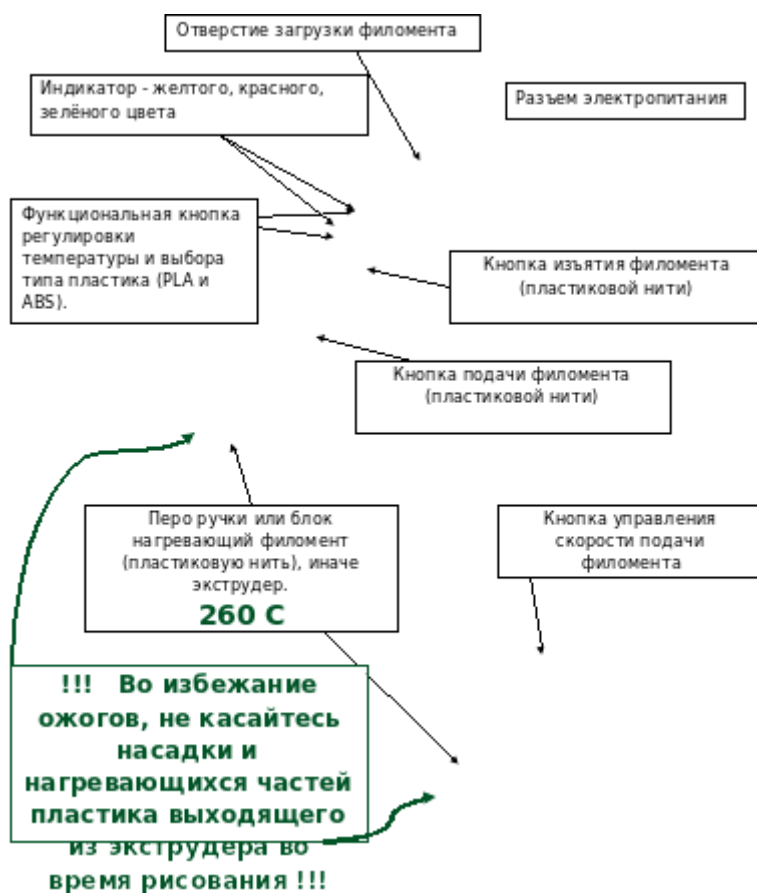 Отверстие загрузки филомента
Индикатор - желтого, красного,
зелёного цвета
Разъем электропитания
Функциональная кнопка
регулировки
температуры и выбора
типа пластика (PLA и
ABS).
Кнопка изъятия филомента
(пластиковой нити)
Кнопка подачи филомента
(пластиковой нити)
Перо ручки или блок
нагревающий филомент
(пластиковую нить), иначе
экструдер.
260 С
Кнопка управления
скорости подачи
филомента
!!! Во избежание
ожогов, не касайтесь
насадки и
нагревающихся частей
пластика выходящего
из экструдера во
время рисования !!!